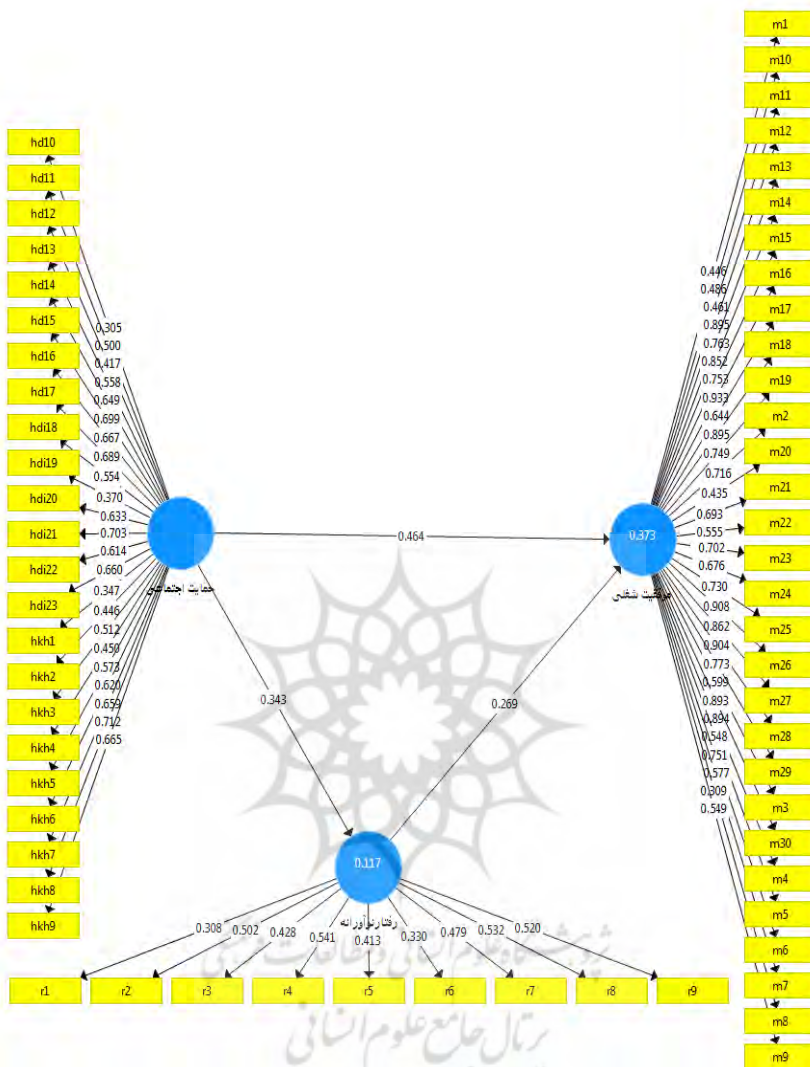 hd10
hd11
hd12
hd13
hd14
hd15
hd16
hd17
hdi18
hdi19
hdi20
hdi21
hdi22
hdi23
hkh1
hkh2
hkh3
hkh4
hkh5
hkh6
hkh7
hkh8
hkh9
0.305
0.500
0.417
0.558
0.649
0.699
0.667
0.689
0.554
0.370
0.633
0.703
0.614
0.660
0.347
0.446
0.512
0.450
0.573
0.620
0.659
0.712
0.665
حمایت اجتماعی
0.464
0.343
0.269
0.373
موفقیت شغلی
0.446
0.486
0.461
0.895
0.763
0.852
0.753
0.933
0.644
0.895
0.749
0.716
0.435
0.693
0.555
0.702
0.676
0.730
0.908
0.862
0.904
0.773
0.599
0.893
0.894
0.548
0.751
0.577
0.309
0.549
m1
m10
m11
m12
m13
m14
m15
m16
m17
m18
m19
m2
m20
m21
m22
m23
m24
m25
m26
m27
m28
m29
m3
m30
m4
m5
m6
m7
m8
m9
0.117
رفتارنوآورانه
0.308
0.502
0.428
0.541
0.413
0.330
0.479
0.532
0.520
پژوهشگاه علوم انسانی و مطالعات فرهنگی
r1
r2
r3
r4
r5
r6
r7
r8
r9
پرتال جامع علوم انسانی